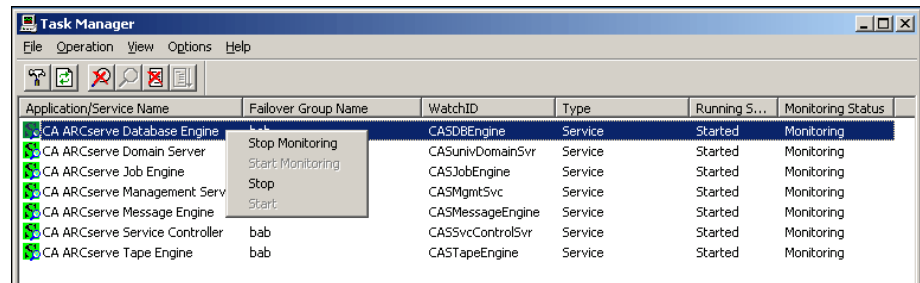 Task Manager
File Operation View Options Help
Application/Service Name Failover Group Name WatchID Type Running S... Monitoring Status
CA ARCserve Database Engine bab CASDBEngine Service Started Monitoring
Stop Monitoring
CA ARCserve Domain Server CASunivDomainSvr Service Started Monitoring
Start Monitoring
CA ARCserve Job Engine CASJobEngine Service Started Monitoring
Stop
CA ARCserve Management Serv CASMgmtSvc Service Started Monitoring
Start
CA ARCserve Message Engine CASMessageEngine Service Started Monitoring
CA ARCserve Service Controller bab CASSvcControlSvr Service Started Monitoring
CA ARCserve Tape Engine bab CASTapeEngine Service Started Monitoring